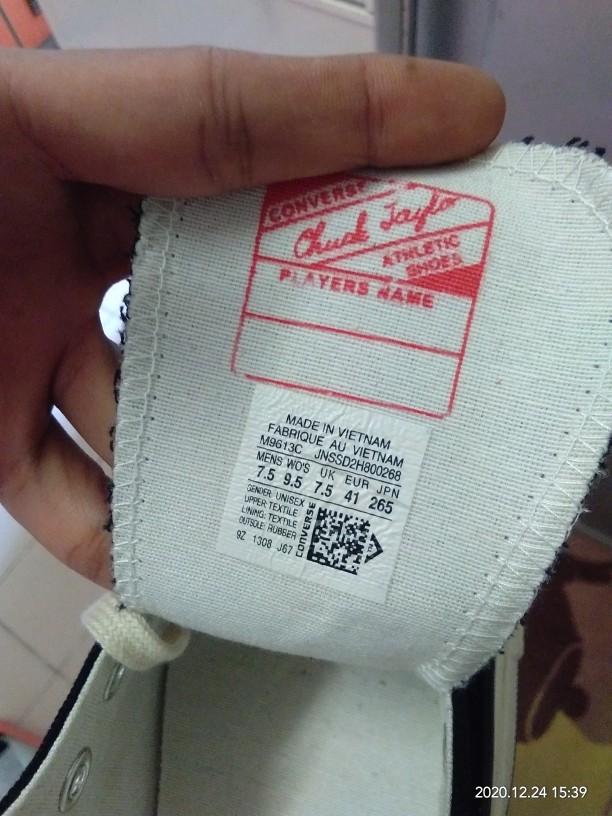 CONVERSE
Chuck Taylor
ATHLETIC
SHOES
PLAYERS NAME
MADE IN VIETNAM
FABRIQUE AU VIETNAM
M9613C JNSSD2H800268
MENS WO'S UK EUR JPN
7.5 9.5 7.5 41 265
GENDER: UNISEX
UPPER: TEXTILE
LINING: TEXTILE
OUTSOLE: RUBBER
9Z 1308 J67
CONVERSE
2020.12.24 15:39